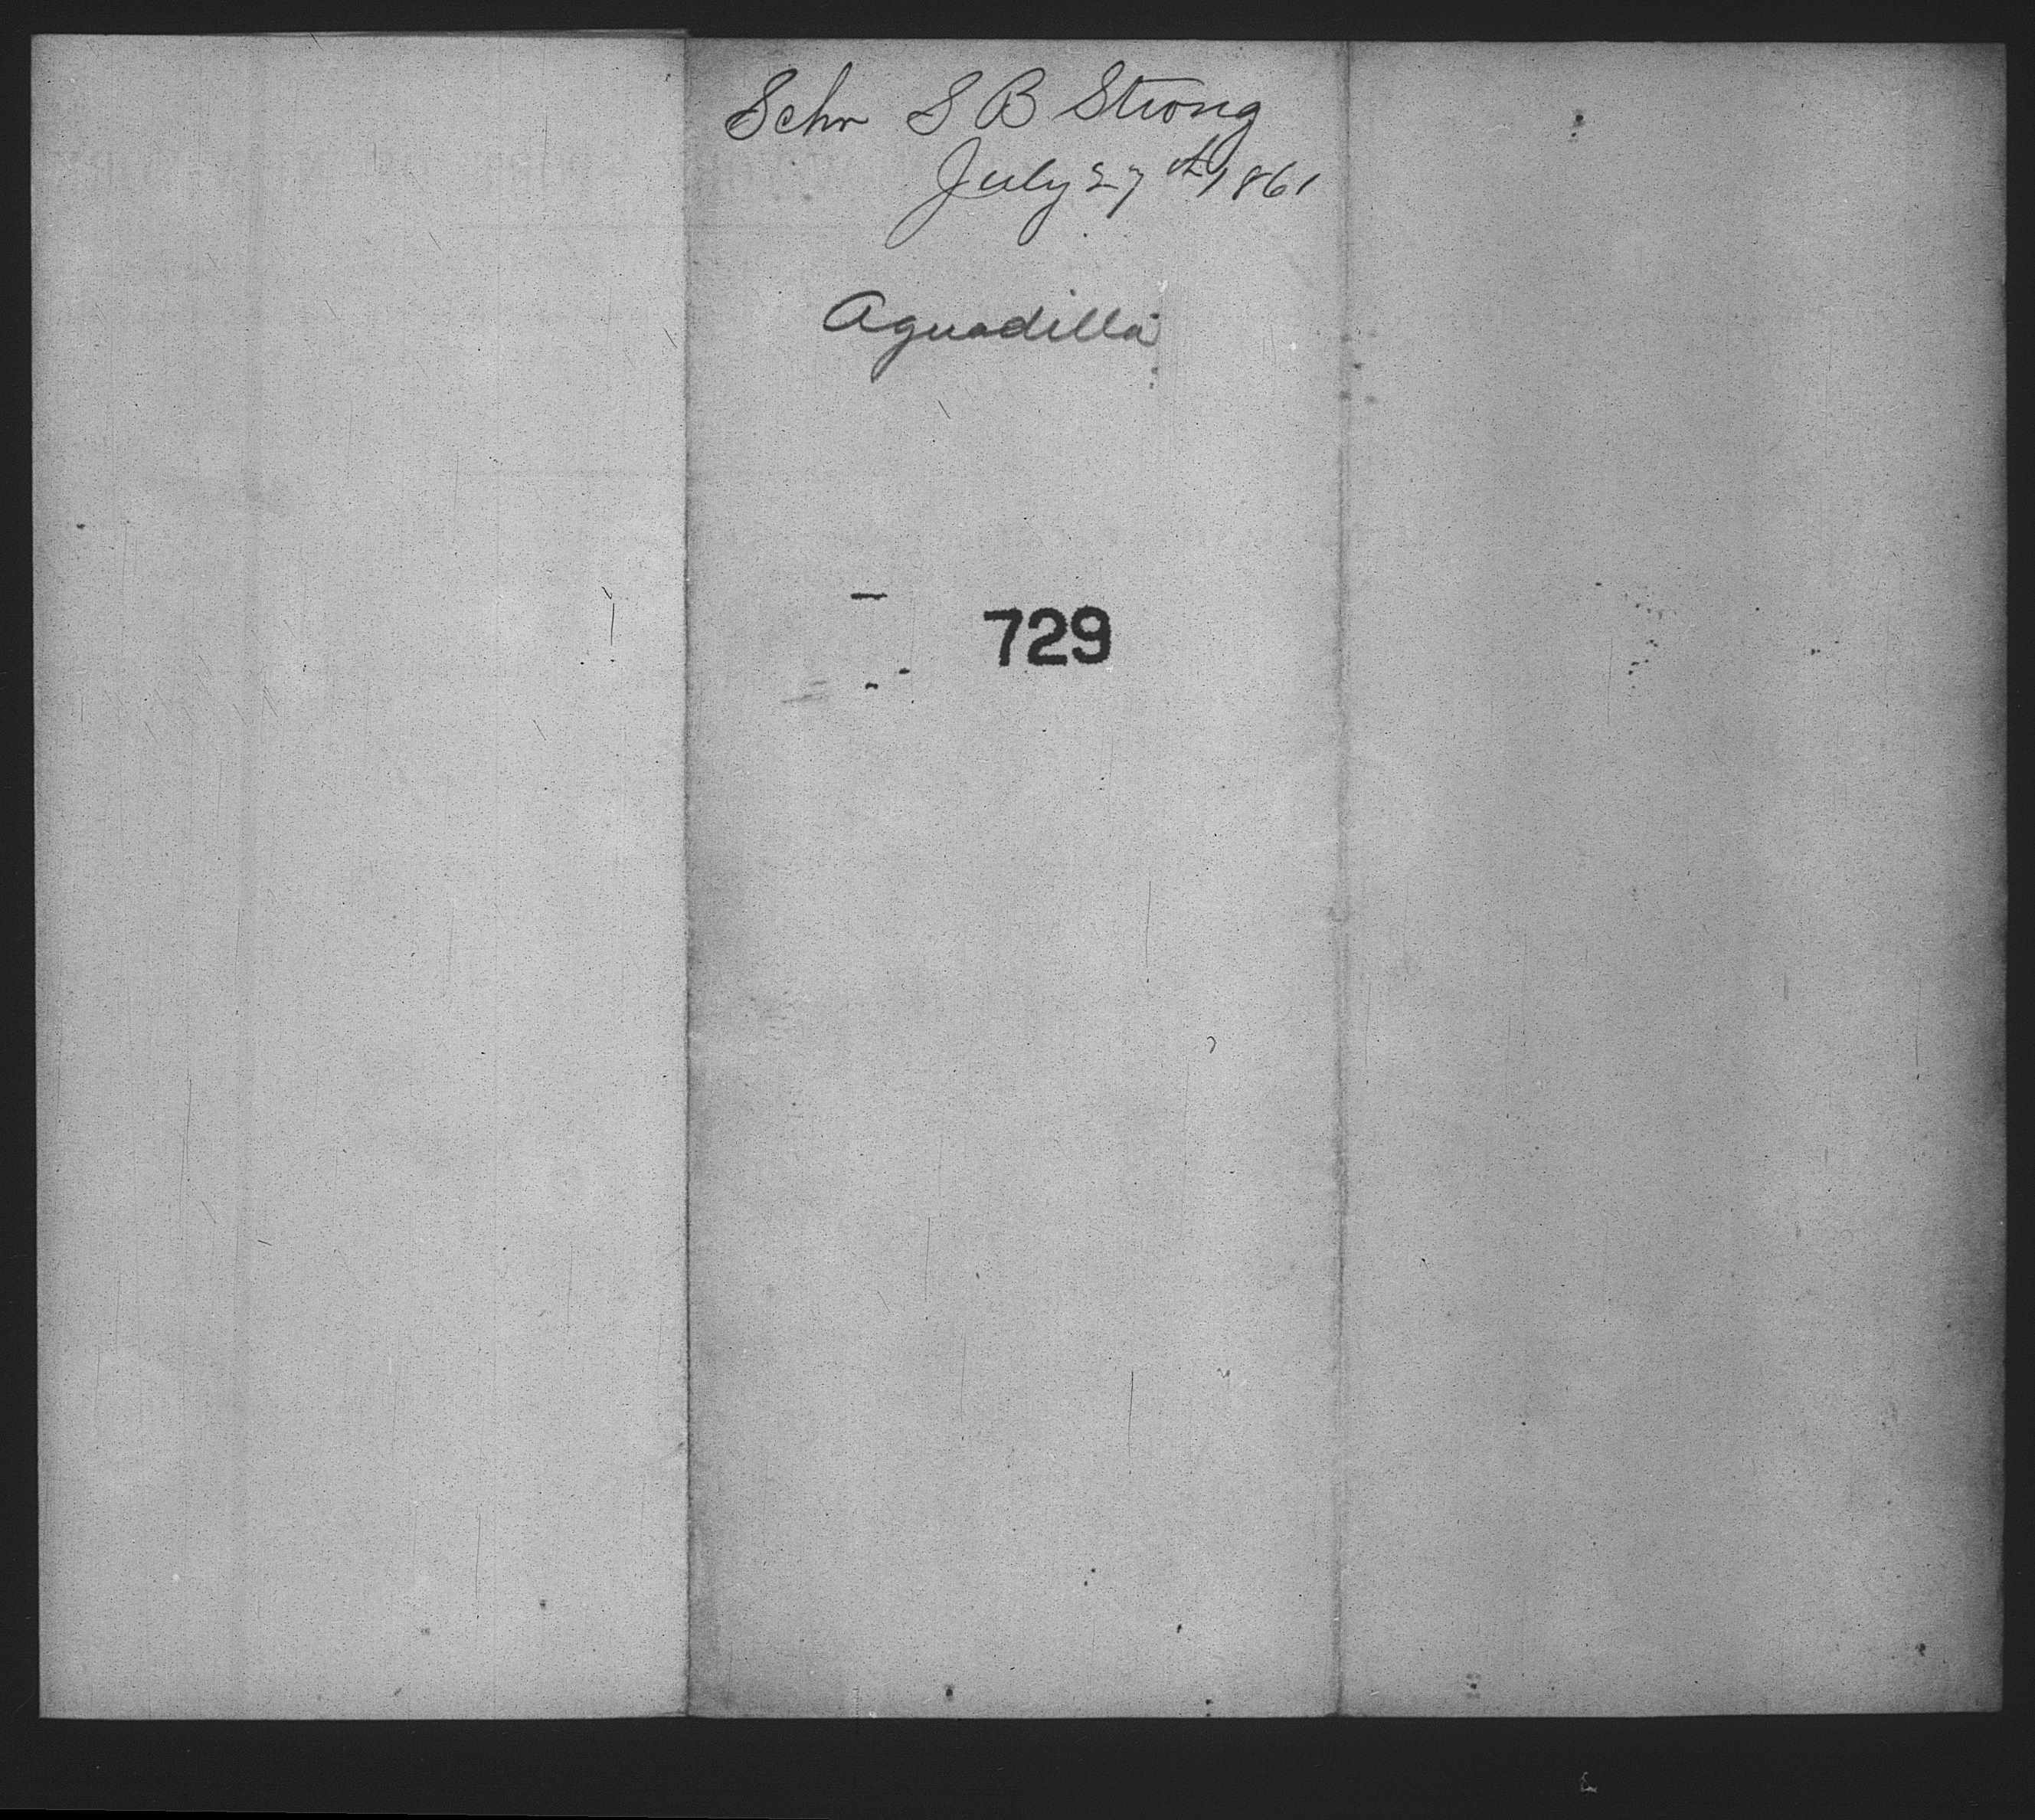 Schr S B Strong
July 27th 1861
Aguadilla
729